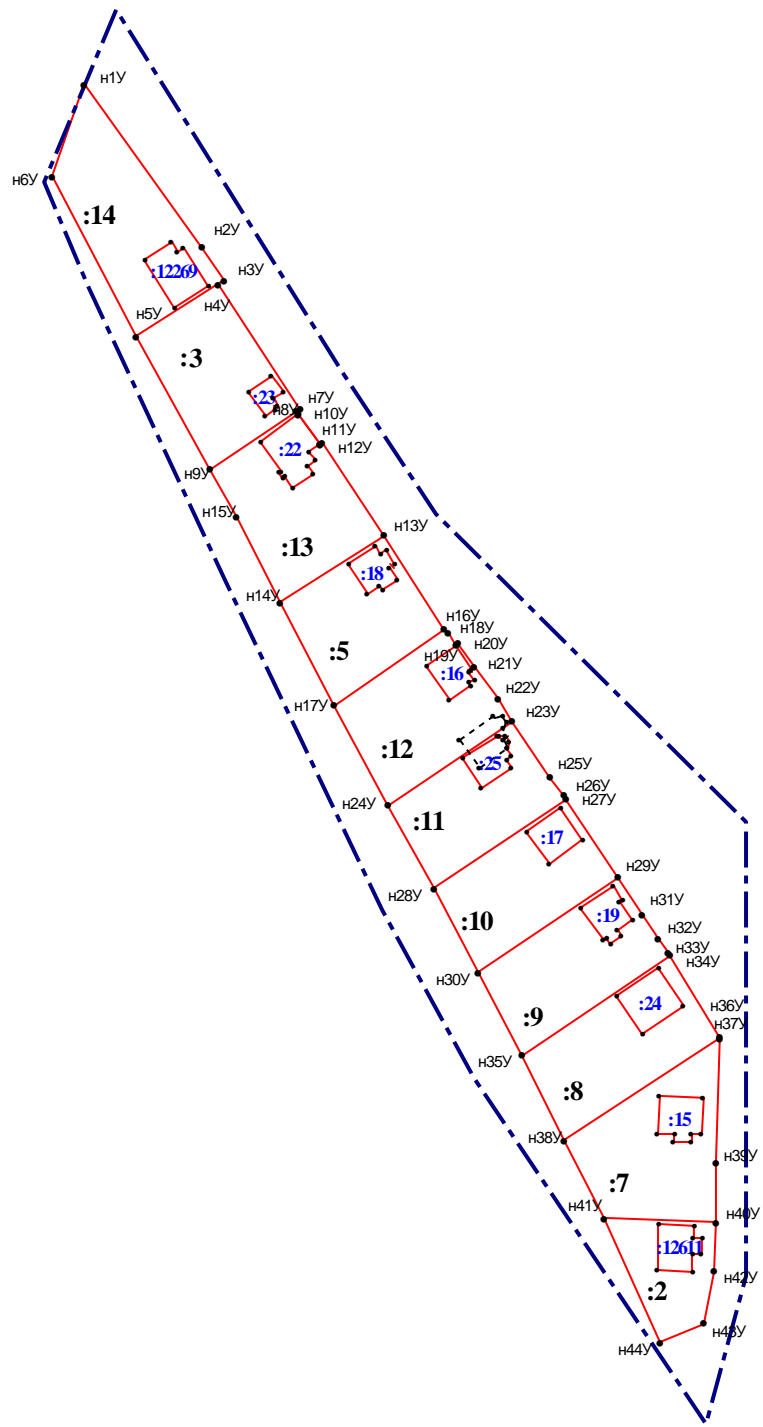 н1У
н6У
:14
н2У
:12269
н3У
н4У
н5У
:3
:23
н7У
н8У
н10У
н11У
:22
н12У
н9У
н15У
:13
н13У
:18
н14У
н16У
н18У
:5
н19У
н20У
:16
н21У
н17У
н22У
н23У
:12
:25
н25У
н26У
н24У
н27У
:11
:17
н29У
н28У
н31У
:19
:10
н32У
н33У
н30У
н34У
:24
н36У
:9
н37У
н35У
:8
:15
н38У
н39У
:7
н41У
н40У
:12611
н42У
:2
н43У
н44У